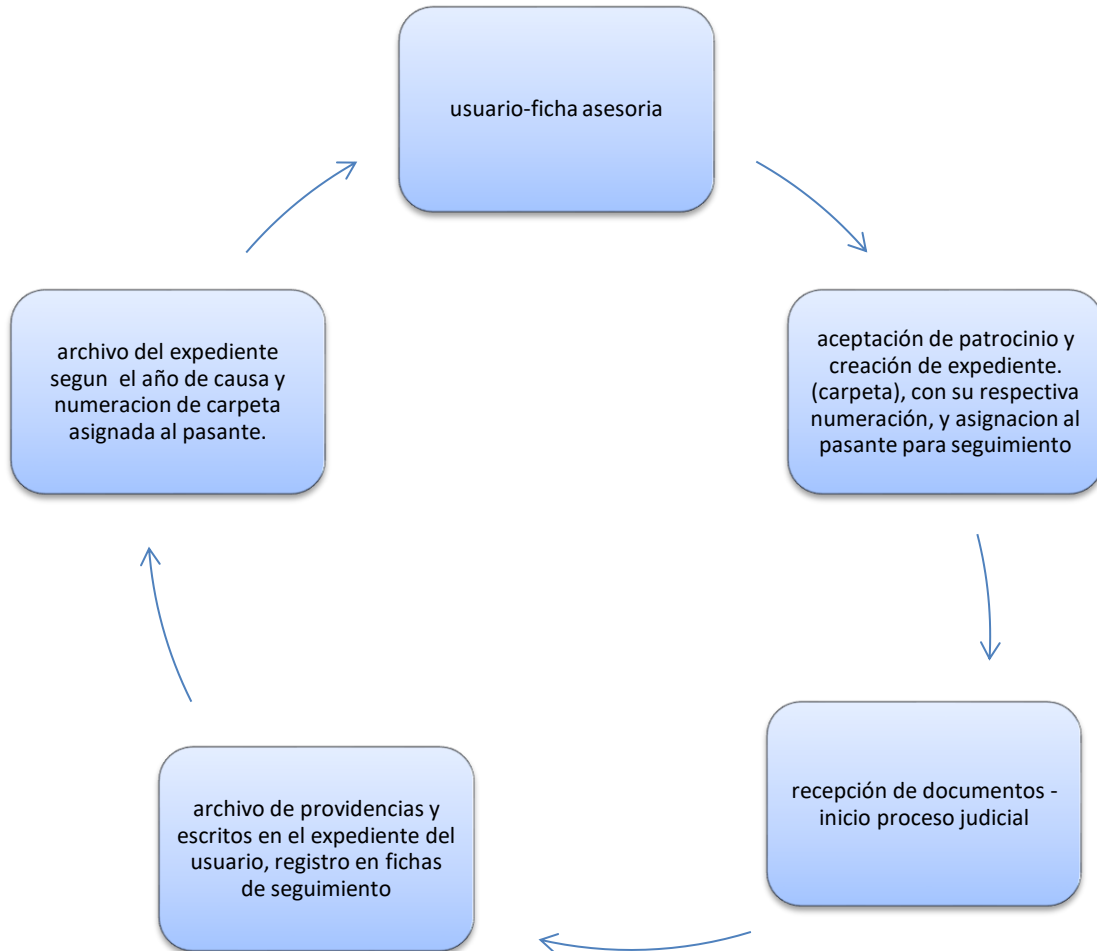 usuario-ficha asesoria
aceptación de patrocinio y
creación de expediente.
(carpeta), con su respectiva
numeración, y asignacion al
pasante para seguimiento
recepción de documentos -
inicio proceso judicial
archivo de providencias y
escritos en el expediente del
usuario, registro en fichas
de seguimiento
archivo del expediente
segun  el año de causa y
numeracion de carpeta
asignada al pasante.